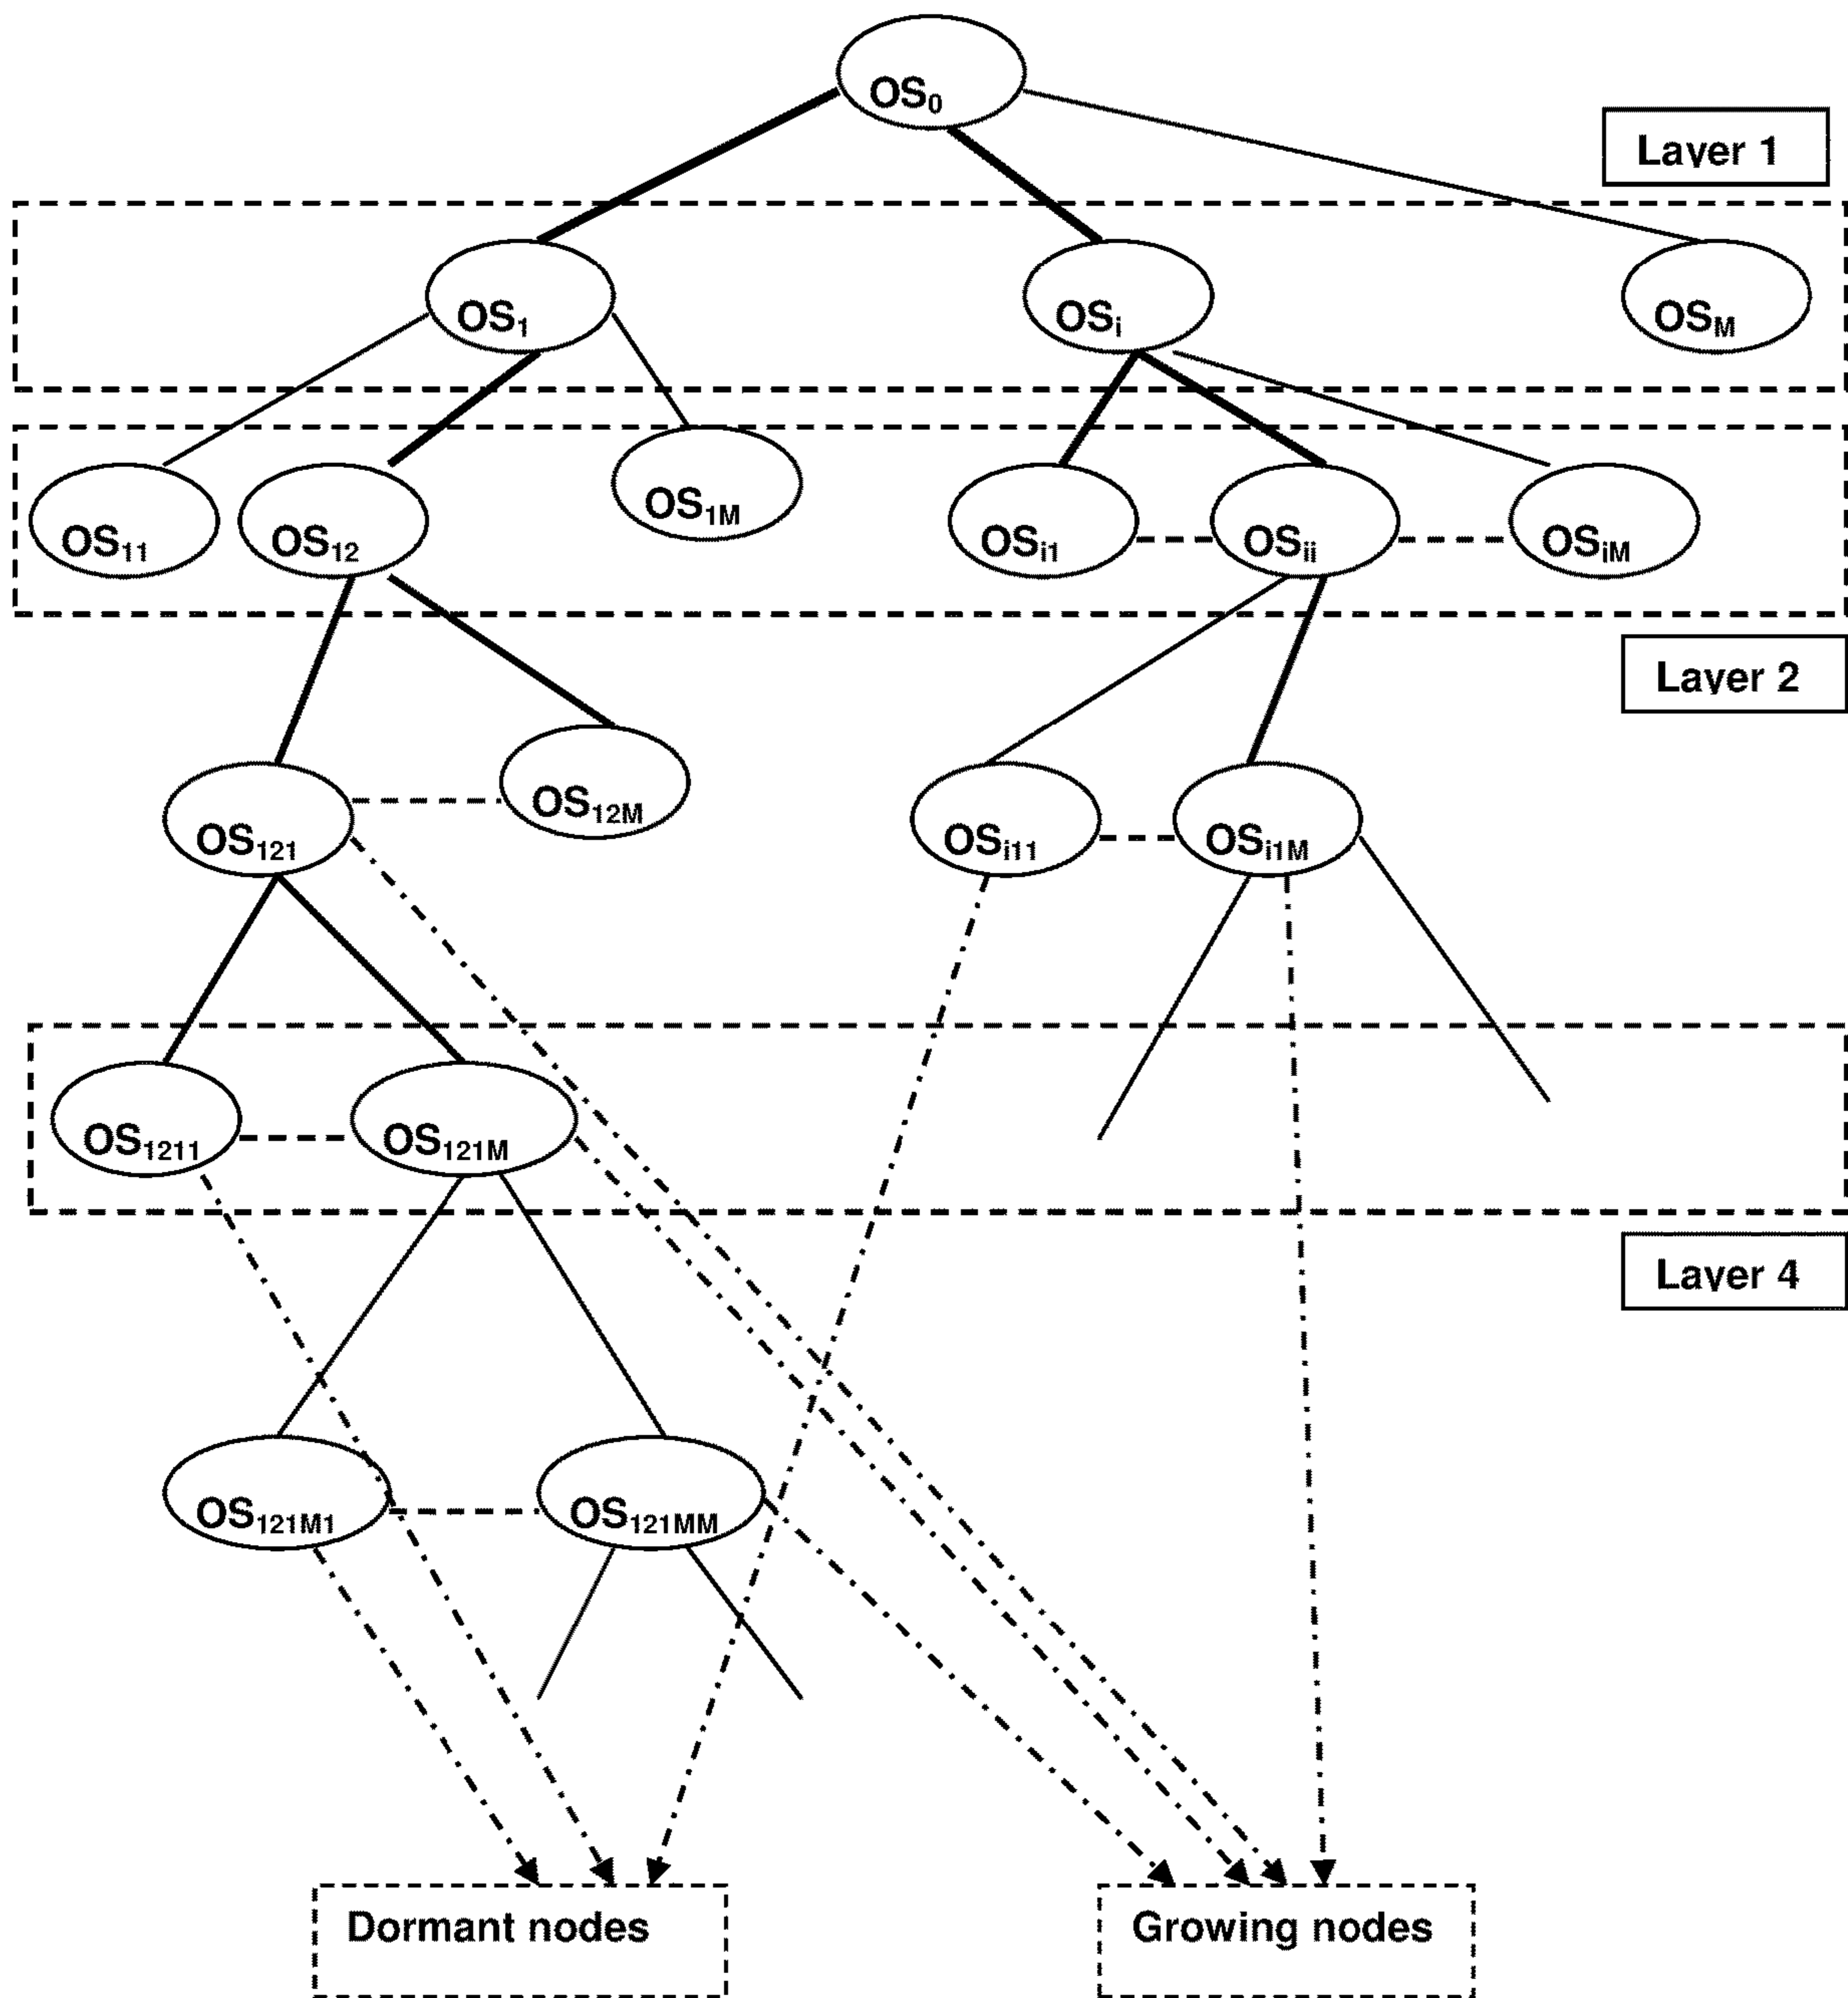 OS0
Layer 1
OS1
OSi
OSM
OS11
OS12
OS1M
OSi1
OSii
OSiM
Layer 2
OS121
OS12M
OSi11
OSi1M
OS1211
OS121M
Layer 4
OS121M1
OS121MM
Dormant nodes
Growing nodes